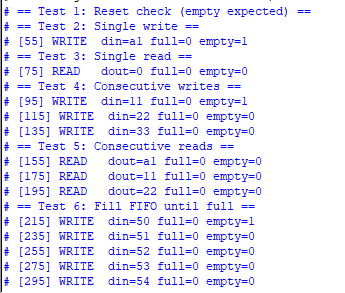 # == Test 1: Reset check (empty expected) ==
# == Test 2: Single write ==
# [55] WRITE  din=a1 full=0 empty=1
# == Test 3: Single read ==
# [75] READ   dout=0 full=0 empty=0
# == Test 4: Consecutive writes ==
# [95] WRITE  din=11 full=0 empty=1
# [115] WRITE  din=22 full=0 empty=0
# [135] WRITE  din=33 full=0 empty=0
# == Test 5: Consecutive reads ==
# [155] READ   dout=a1 full=0 empty=0
# [175] READ   dout=11 full=0 empty=0
# [195] READ   dout=22 full=0 empty=0
# == Test 6: Fill FIFO until full ==
# [215] WRITE  din=50 full=0 empty=1
# [235] WRITE  din=51 full=0 empty=0
# [255] WRITE  din=52 full=0 empty=0
# [275] WRITE  din=53 full=0 empty=0
# [295] WRITE  din=54 full=0 empty=0